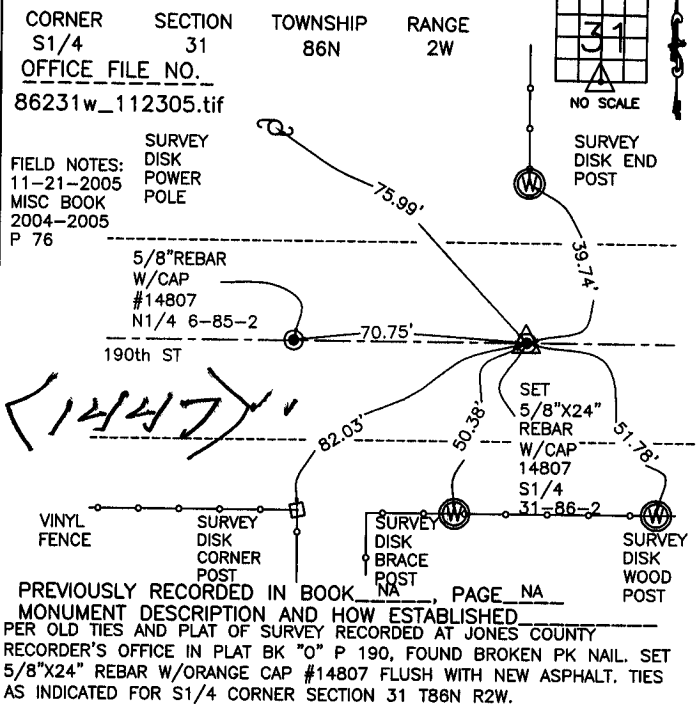 CORNER SECTION TOWNSHIP RANGE
S1/4 31 86N 2W
31
OFFICE FILE NO.
86231w_112305.tif
NO SCALE
FIELD NOTES:
11-21-2005
MISC BOOK
2004-2005
P 76
SURVEY
DISK
POWER
POLE
SURVEY
DISK END
POST
W
75.99'
39.74'
5/8"REBAR
W/CAP
#14807
N1/4 6-85-2
70.75'
190th ST
<1447>"
82.03'
50.38'
51.78'
SET
5/8"X24"
REBAR
W/CAP
14807
S1/4
31-86-2
W
W
VINYL
FENCE
SURVEY
DISK
CORNER
POST
SURVEY
DISK
BRACE
POST
SURVEY
DISK
WOOD
POST
PREVIOUSLY RECORDED IN BOOK NA , PAGE NA
MONUMENT DESCRIPTION AND HOW ESTABLISHED
PER OLD TIES AND PLAT OF SURVEY RECORDED AT JONES COUNTY
RECORDER'S OFFICE IN PLAT BK "O" P 190, FOUND BROKEN PK NAIL. SET
5/8"X24" REBAR W/ORANGE CAP #14807 FLUSH WITH NEW ASPHALT. TIES
AS INDICATED FOR S1/4 CORNER SECTION 31 T86N R2W.